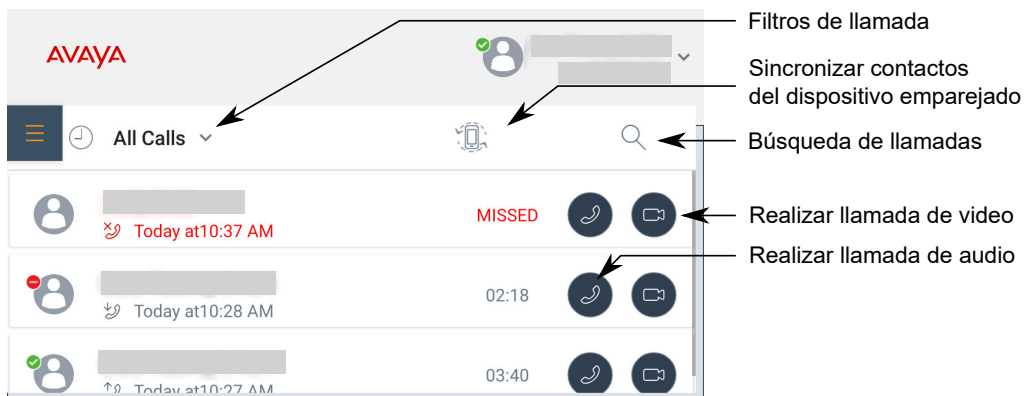 Filtros de llamada
AVAYA
Sincronizar contactos
del dispositivo emparejado
All Calls
Búsqueda de llamadas
MISSED
Realizar llamada de video
Today at10:37 AM
Realizar llamada de audio
02:18
Today at10:28 AM
03:40
Today at10:27 AM